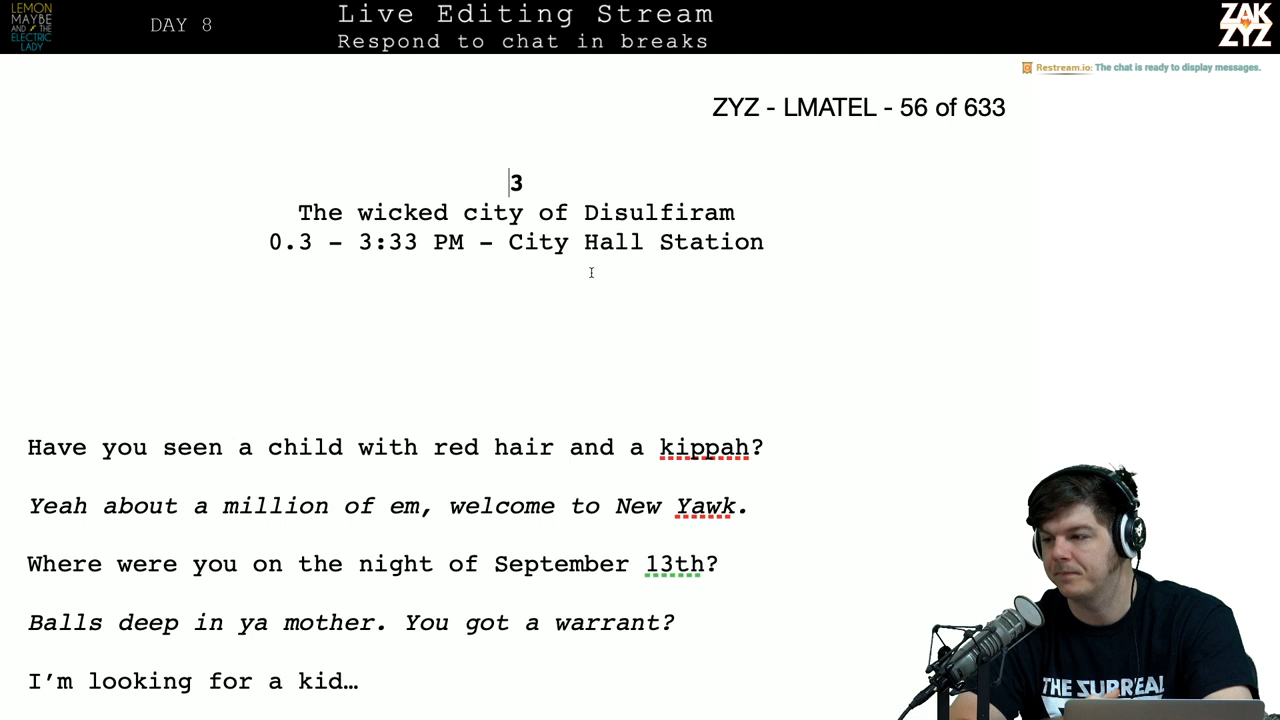 LEMON
MAYBE
AND THE
ELECTRIC
LADY
DAY 8
Live Editing Stream
Respond to chat in breaks
ZAK
ZYZ
Restream.io: The chat is ready to display messages.
ZYZ - LMATEL - 56 of 633
3
The wicked city of Disulfiram
0.3 - 3:33 PM - City Hall Station
Have you seen a child with red hair and a kippah?
Yeah about a million of em, welcome to New Yawk.
Where were you on the night of September 13th?
Balls deep in ya mother. You got a warrant?
I’m looking for a kid…
THE SURREAL